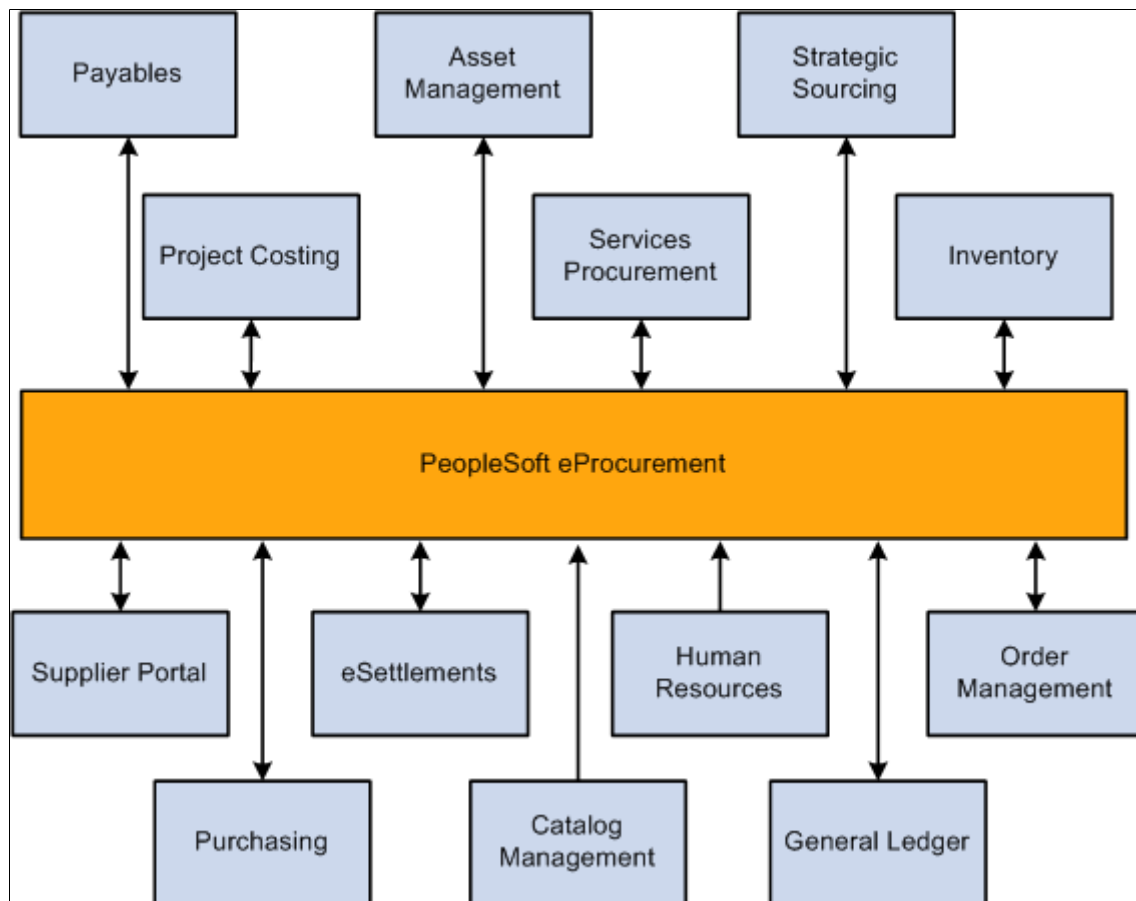 Payables
Asset
Management
Strategic
Sourcing
Project Costing
Services
Procurement
Inventory
PeopleSoft eProcurement
Supplier Portal
eSettlements
Human
Resources
Order
Management
Purchasing
Catalog
Management
General Ledger